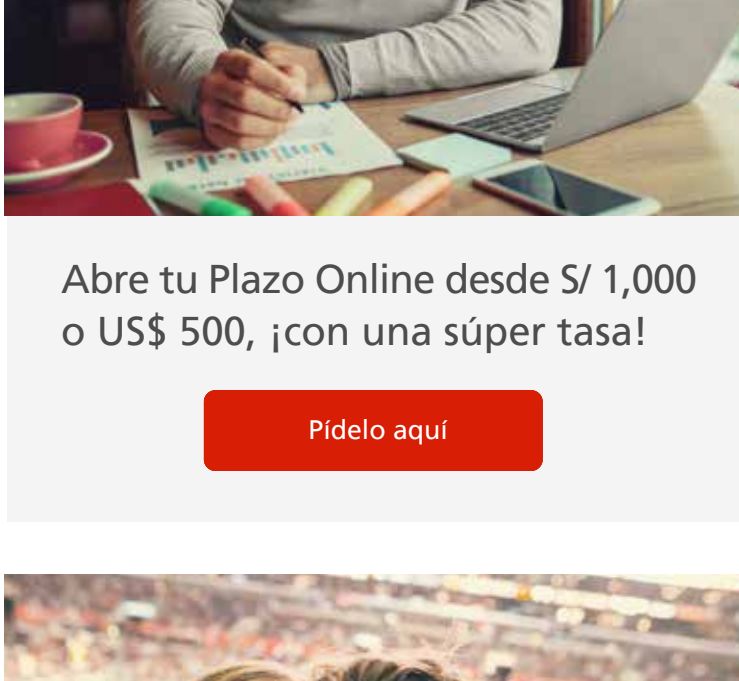 Abre tu Plazo Online desde S/ 1,000
o US$ 500, ¡con una súper tasa!
Pídelo aquí